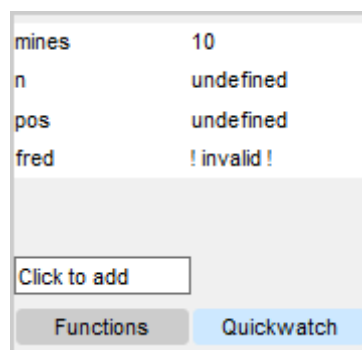 mines 10
n undefined
pos undefined
fred ! invalid !
Click to add
Functions Quickwatch